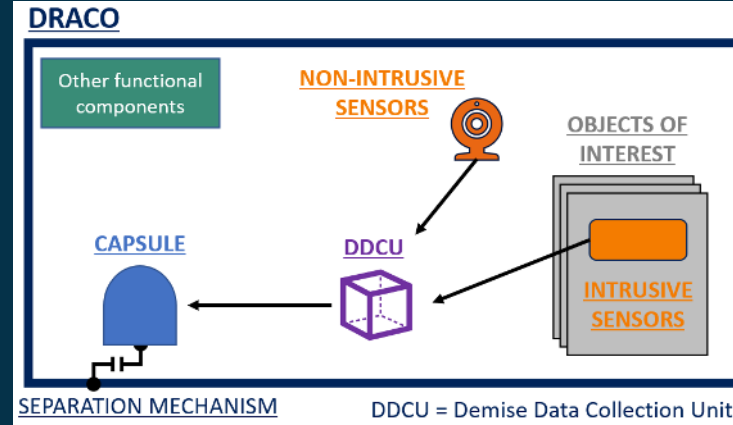 DRACO
Other functional
components
NON-INTRUSIVE
SENSORS
OBJECTS OF
INTEREST
CAPSULE
DDCU
INTRUSIVE
SENSORS
SEPARATION MECHANISM
DDCU = Demise Data Collection Unit